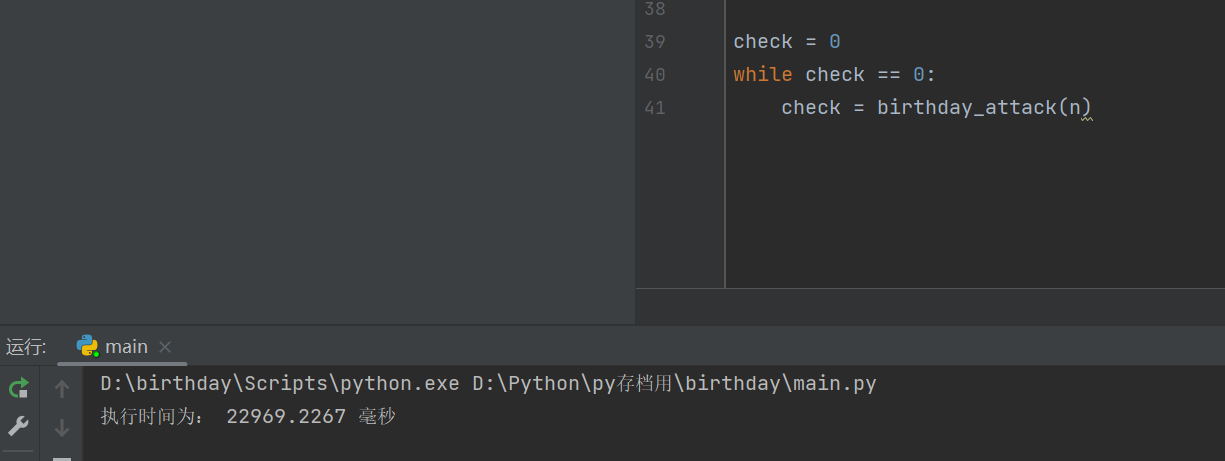 38
39 check = 0
40 while check == 0:
41     check = birthday_attack(n)
运行: main
D:\birthday\Scripts\python.exe D:\Python\py存档用\birthday\main.py
执行时间为： 22969.2267 毫秒